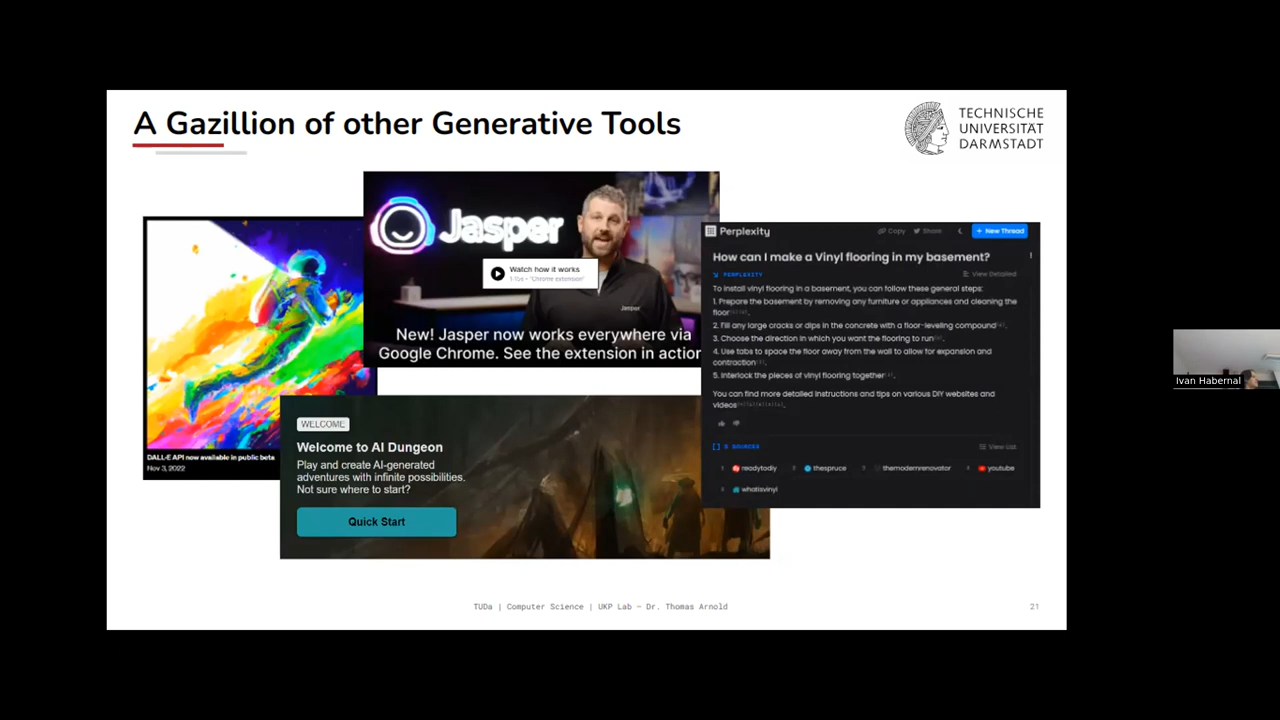 A Gazillion of other Generative Tools
TECHNISCHE
UNIVERSITÄT
DARMSTADT
Jasper
Watch how it works
Jasper
New! Jasper now works everywhere via
Google Chrome. See the extension in action
DALL·E API now available in public beta
Nov 3, 2022
WELCOME
Welcome to AI Dungeon
Play and create AI-generated
adventures with infinite possibilities.
Not sure where to start?
Quick Start
Perplexity
Copy
Share
+ New Thread
How can I make a Vinyl flooring in my basement?
PERPLEXITY
View Detailed
To install vinyl flooring in a basement, you can follow these general steps:
1. Prepare the basement by removing any furniture or appliances and cleaning the
floor
2. Fill any large cracks or dips in the concrete with a floor-leveling compound
3. Choose the direction in which you want the flooring to run
4. Use tabs to space the floor away from the wall to allow for expansion and
contraction
5. Interlock the pieces of vinyl flooring together
You can find more detailed instructions and tips on various DIY websites and
videos
SOURCES
View List
readytodiy
thespruce
themodernrenovator
youtube
whatisvinyl
TUDa | Computer Science | UKP Lab – Dr. Thomas Arnold
21
Ivan Habernal